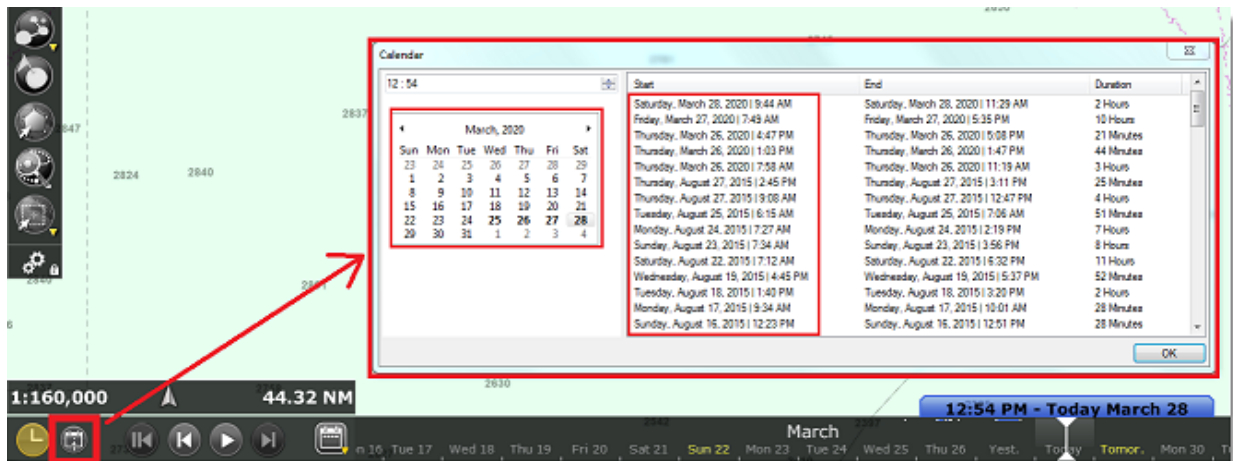 2837
2847
2824
2840
2840
2630
1:160,000
44.32 NM
Calendar
12 : 54
March, 2020
Sun Mon Tue Wed Thu Fri Sat
23 24 25 26 27 28 29
1 2 3 4 5 6 7
8 9 10 11 12 13 14
15 16 17 18 19 20 21
22 23 24 25 26 27 28
29 30 31 1 2 3 4
Start End Duration
Saturday, March 28, 2020 | 9:44 AM Saturday, March 28, 2020 | 11:29 AM 2 Hours
Friday, March 27, 2020 | 7:49 AM Friday, March 27, 2020 | 5:35 PM 10 Hours
Thursday, March 26, 2020 | 4:47 PM Thursday, March 26, 2020 | 5:08 PM 21 Minutes
Thursday, March 26, 2020 | 1:03 PM Thursday, March 26, 2020 | 1:47 PM 44 Minutes
Thursday, March 26, 2020 | 7:58 AM Thursday, March 26, 2020 | 11:19 AM 3 Hours
Thursday, August 27, 2015 | 2:45 PM Thursday, August 27, 2015 | 3:11 PM 25 Minutes
Thursday, August 27, 2015 | 9:08 AM Thursday, August 27, 2015 | 12:47 PM 4 Hours
Tuesday, August 25, 2015 | 6:15 AM Tuesday, August 25, 2015 | 7:06 AM 51 Minutes
Monday, August 24, 2015 | 7:27 AM Monday, August 24, 2015 | 2:19 PM 7 Hours
Sunday, August 23, 2015 | 7:34 AM Sunday, August 23, 2015 | 3:56 PM 8 Hours
Saturday, August 22, 2015 | 7:12 AM Saturday, August 22, 2015 | 6:32 PM 11 Hours
Wednesday, August 19, 2015 | 4:45 PM Wednesday, August 19, 2015 | 5:37 PM 52 Minutes
Tuesday, August 18, 2015 | 1:40 PM Tuesday, August 18, 2015 | 3:20 PM 2 Hours
Monday, August 17, 2015 | 9:34 AM Monday, August 17, 2015 | 10:01 AM 28 Minutes
Sunday, August 16, 2015 | 12:23 PM Sunday, August 16, 2015 | 12:51 PM 28 Minutes
OK
12:54 PM - Today March 28
March
16 Tue 17 Wed 18 Thu 19 Fri 20 Sat 21 Sun 22 Mon 23 Tue 24 Wed 25 Thu 26 Yest. Today Tomor. Mon 30